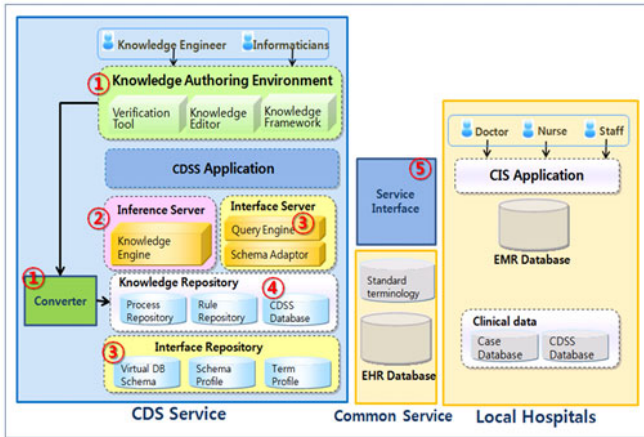 Knowledge Engineer
Informaticians
①
Knowledge Authoring Environment
Verification
Tool
Knowledge
Editor
Knowledge
Framework
CDSS Application
②
Inference Server
Knowledge
Engine
Interface Server
Query Engine
③
Schema Adaptor
①
Converter
Knowledge Repository
④
Process
Repository
Rule
Repository
CDSS
Database
③
Interface Repository
Virtual DB
Schema
Schema
Profile
Term
Profile
CDS Service
⑤
Service
Interface
Standard
terminology
EHR Database
Common Service
Doctor
Nurse
Staff
CIS Application
EMR Database
Clinical data
Case
Database
CDSS
Database
Local Hospitals